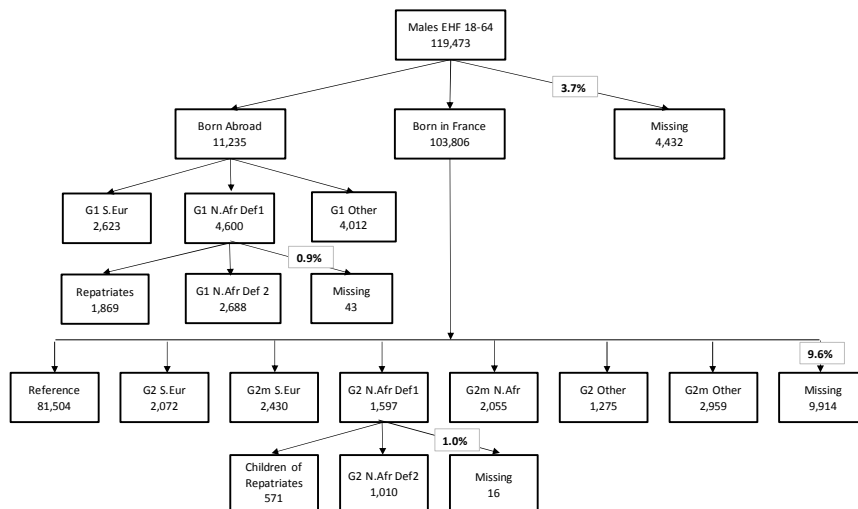 Males EHF 18-64
119,473
3.7%
Born Abroad
11,235
Born in France
103,806
Missing
4,432
G1 S.Eur
2,623
G1 N.Afr Def1
4,600
G1 Other
4,012
0.9%
Repatriates
1,869
G1 N.Afr Def 2
2,688
Missing
43
9.6%
Reference
81,504
G2 S.Eur
2,072
G2m S.Eur
2,430
G2 N.Afr Def1
1,597
G2m N.Afr
2,055
G2 Other
1,275
G2m Other
2,959
Missing
9,914
1.0%
Children of
Repatriates
571
G2 N.Afr Def2
1,010
Missing
16